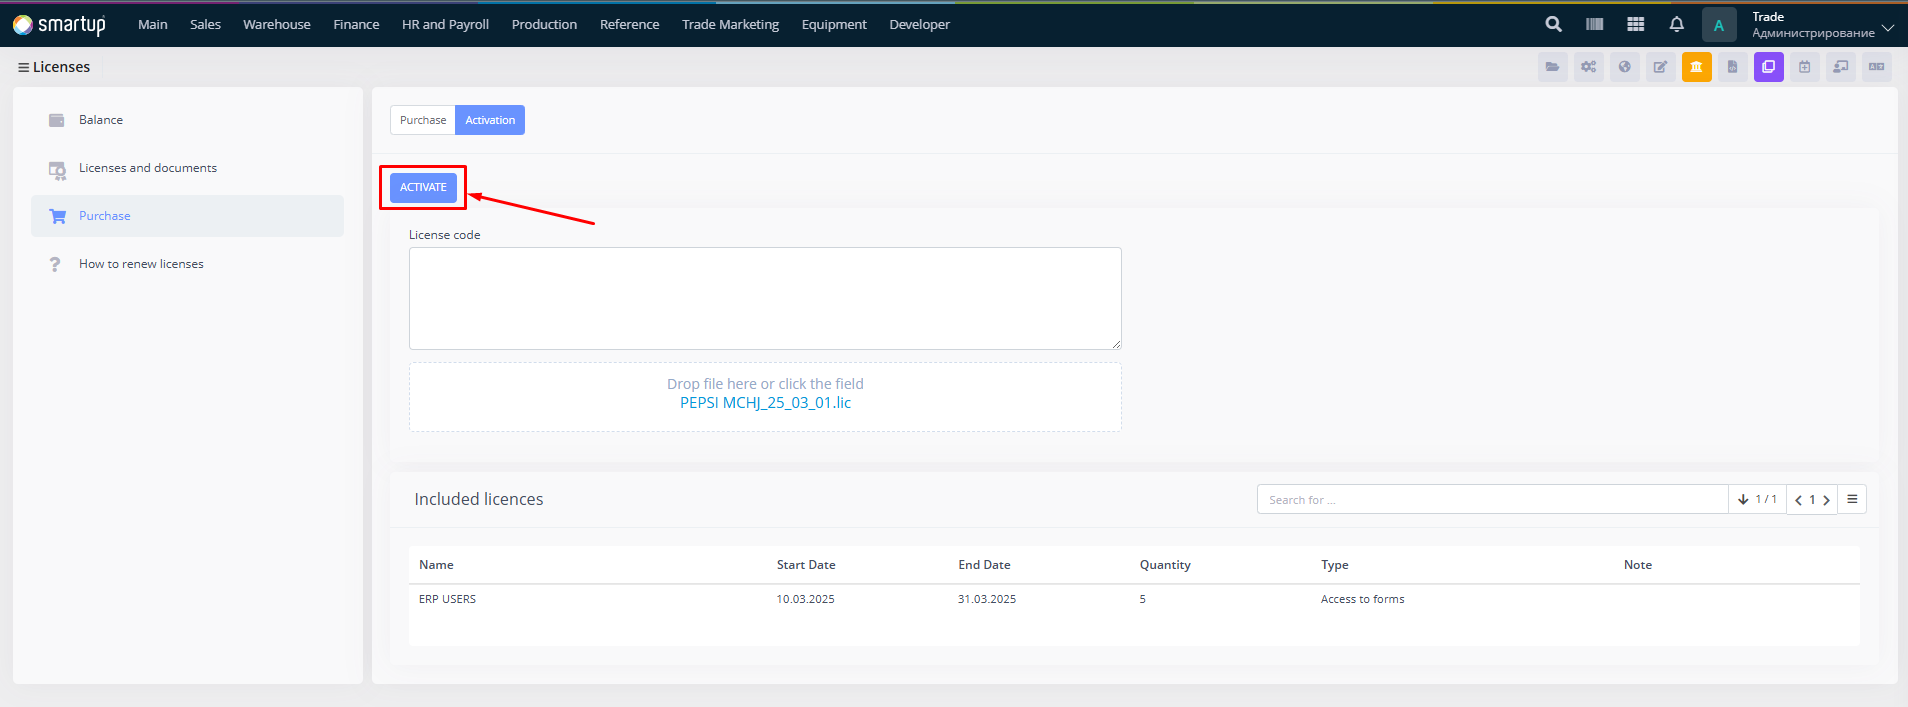 smartup Main Sales Warehouse Finance HR and Payroll Production Reference Trade Marketing Equipment Developer A Trade
Администрирование
Licenses
Balance
Licenses and documents
Purchase
How to renew licenses
Purchase Activation
ACTIVATE
License code
Drop file here or click the field
PEPSI MCHJ_25_03_01.lic
Included licences Search for ... 1 / 1 1
Name Start Date End Date Quantity Type Note
ERP USERS 10.03.2025 31.03.2025 5 Access to forms